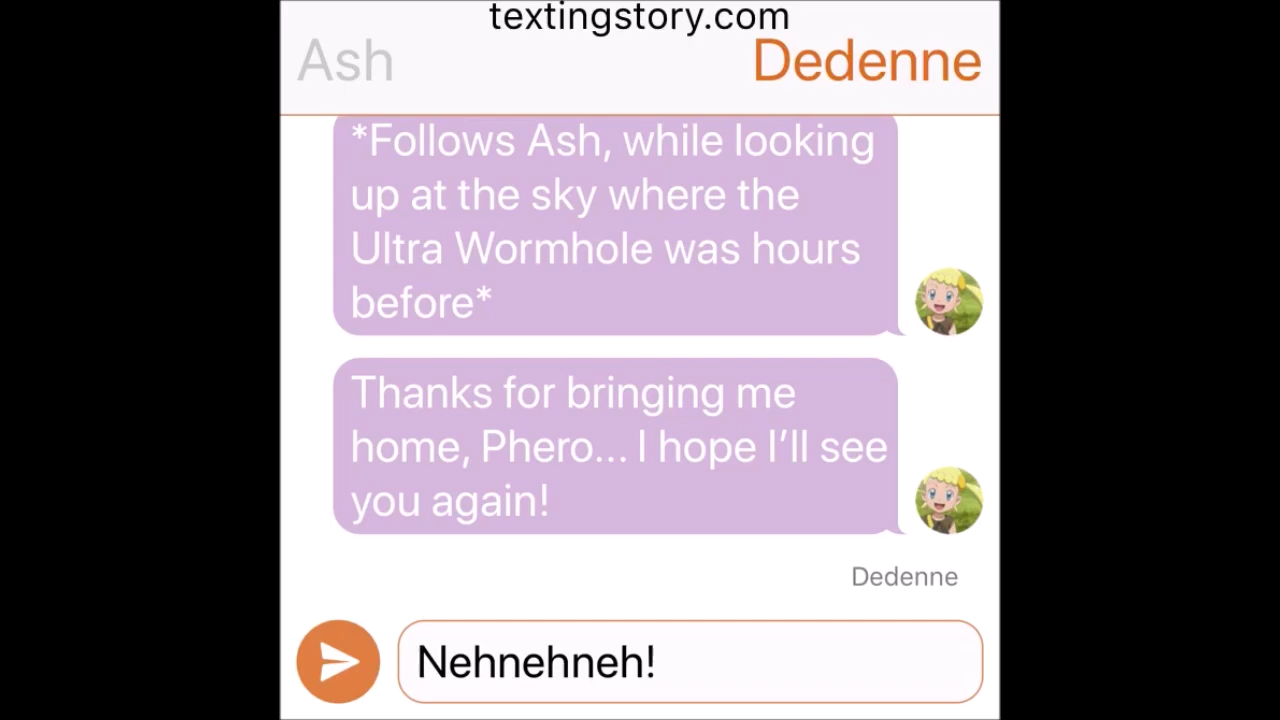 textingstory.com
Ash
Dedenne
*Follows Ash, while looking
up at the sky where the
Ultra Wormhole was hours
before*
Thanks for bringing me
home, Phero... I hope I’ll see
you again!
Dedenne
Nehnehneh!